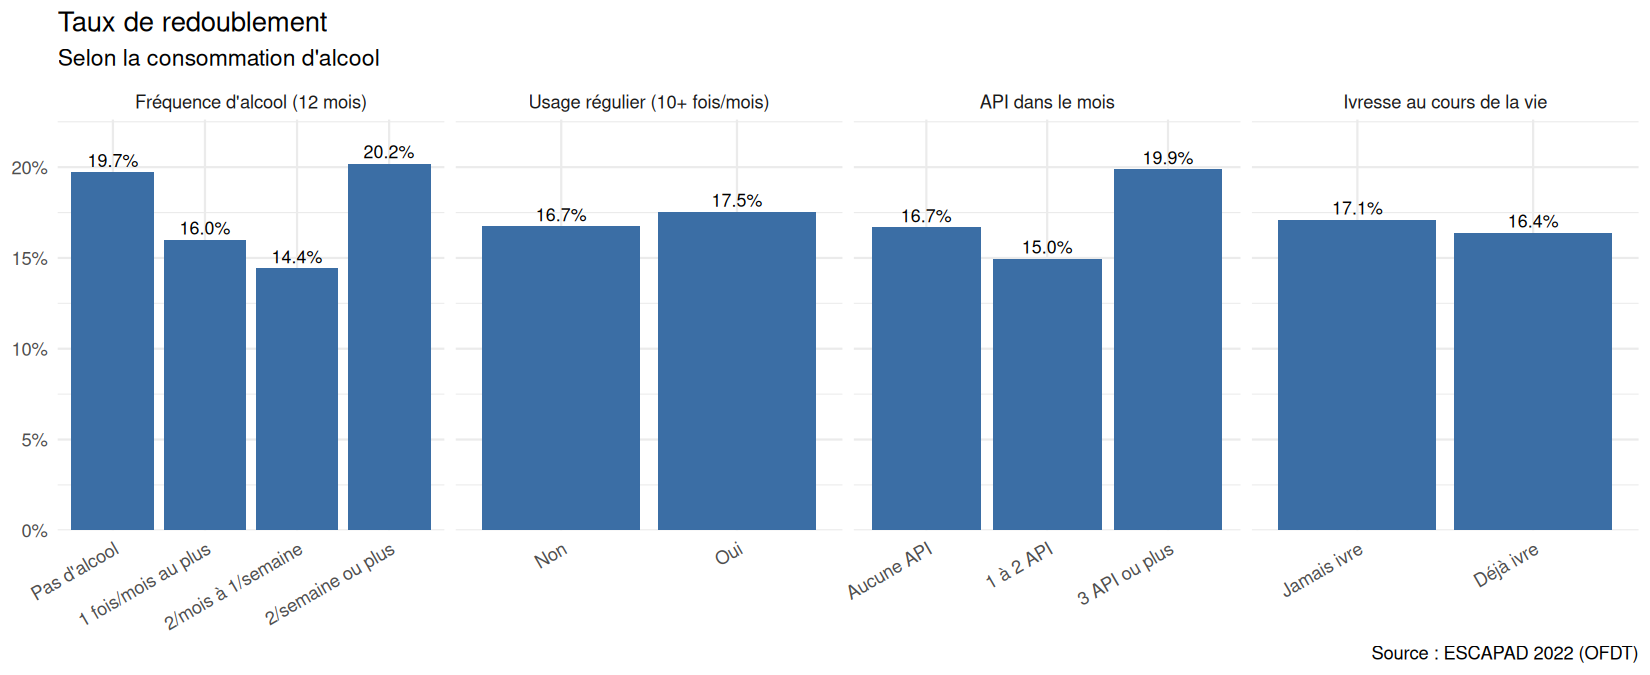 Taux de redoublement
Selon la consommation d'alcool
Fréquence d'alcool (12 mois)
Usage régulier (10+ fois/mois)
API dans le mois
Ivresse au cours de la vie
20%
15%
10%
5%
0%
19.7%
16.0%
14.4%
20.2%
16.7%
17.5%
16.7%
15.0%
19.9%
17.1%
16.4%
Pas d'alcool
1 fois/mois au plus
2/mois à 1/semaine
2/semaine ou plus
Non
Oui
Aucune API
1 à 2 API
3 API ou plus
Jamais ivre
Déjà ivre
Source : ESCAPAD 2022 (OFDT)